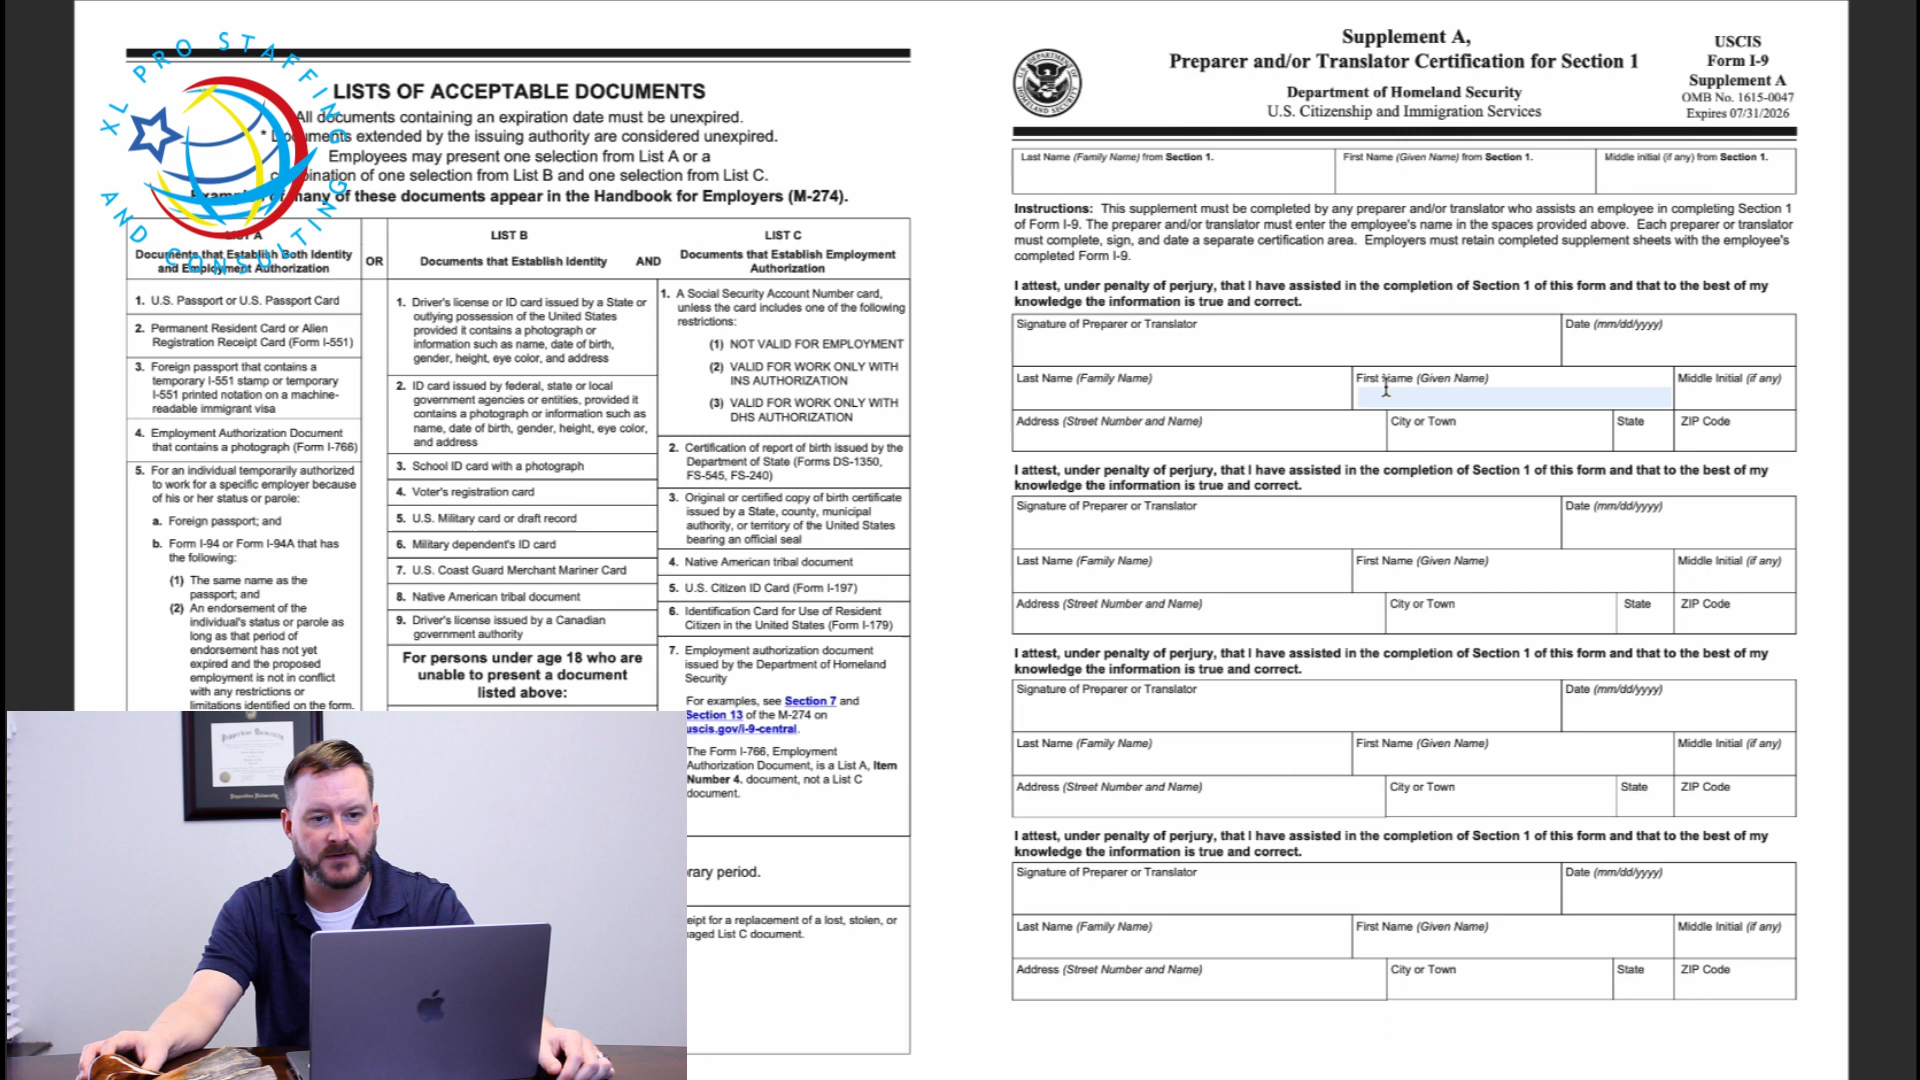 XL PRO STAFFING
AND CONSULTING
LISTS OF ACCEPTABLE DOCUMENTS
All documents containing an expiration date must be unexpired.
* Documents extended by the issuing authority are considered unexpired.
Employees may present one selection from List A or a
combination of one selection from List B and one selection from List C.
Examples of many of these documents appear in the Handbook for Employers (M-274).
LIST A
Documents that Establish Both Identity
and Employment Authorization
OR
LIST B
Documents that Establish Identity
AND
LIST C
Documents that Establish Employment
Authorization
1. U.S. Passport or U.S. Passport Card
2. Permanent Resident Card or Alien
Registration Receipt Card (Form I-551)
3. Foreign passport that contains a
temporary I-551 stamp or temporary
I-551 printed notation on a machine-
readable immigrant visa
4. Employment Authorization Document
that contains a photograph (Form I-766)
5. For an individual temporarily authorized
to work for a specific employer because
of his or her status or parole:
a. Foreign passport; and
b. Form I-94 or Form I-94A that has
the following:
(1) The same name as the
passport; and
(2) An endorsement of the
individual's status or parole as
long as that period of
endorsement has not yet
expired and the proposed
employment is not in conflict
with any restrictions or
limitations identified on the form.
1. Driver's license or ID card issued by a State or
outlying possession of the United States
provided it contains a photograph or
information such as name, date of birth,
gender, height, eye color, and address
2. ID card issued by federal, state or local
government agencies or entities, provided it
contains a photograph or information such as
name, date of birth, gender, height, eye color,
and address
3. School ID card with a photograph
4. Voter's registration card
5. U.S. Military card or draft record
6. Military dependent's ID card
7. U.S. Coast Guard Merchant Mariner Card
8. Native American tribal document
9. Driver's license issued by a Canadian
government authority
For persons under age 18 who are
unable to present a document
listed above:
1. A Social Security Account Number card,
unless the card includes one of the following
restrictions:
(1) NOT VALID FOR EMPLOYMENT
(2) VALID FOR WORK ONLY WITH
INS AUTHORIZATION
(3) VALID FOR WORK ONLY WITH
DHS AUTHORIZATION
2. Certification of report of birth issued by the
Department of State (Forms DS-1350,
FS-545, FS-240)
3. Original or certified copy of birth certificate
issued by a State, county, municipal
authority, or territory of the United States
bearing an official seal
4. Native American tribal document
5. U.S. Citizen ID Card (Form I-197)
6. Identification Card for Use of Resident
Citizen in the United States (Form I-179)
7. Employment authorization document
issued by the Department of Homeland
Security
For examples, see Section 7 and
Section 13 of the M-274 on
uscis.gov/i-9-central.
The Form I-766, Employment
Authorization Document, is a List A, Item
Number 4. document, not a List C
document.
period.
for a replacement of a lost, stolen, or
List C document.
Pepperdine University
Pepperdine University
Supplement A,
Preparer and/or Translator Certification for Section 1
Department of Homeland Security
U.S. Citizenship and Immigration Services
USCIS
Form I-9
Supplement A
OMB No. 1615-0047
Expires 07/31/2026
Last Name (Family Name) from Section 1.
First Name (Given Name) from Section 1.
Middle initial (if any) from Section 1.
Instructions: This supplement must be completed by any preparer and/or translator who assists an employee in completing Section 1
of Form I-9. The preparer and/or translator must enter the employee's name in the spaces provided above. Each preparer or translator
must complete, sign, and date a separate certification area. Employers must retain completed supplement sheets with the employee's
completed Form I-9.
I attest, under penalty of perjury, that I have assisted in the completion of Section 1 of this form and that to the best of my
knowledge the information is true and correct.
Signature of Preparer or Translator
Date (mm/dd/yyyy)
Last Name (Family Name)
First Name (Given Name)
Middle Initial (if any)
Address (Street Number and Name)
City or Town
State
ZIP Code
I attest, under penalty of perjury, that I have assisted in the completion of Section 1 of this form and that to the best of my
knowledge the information is true and correct.
Signature of Preparer or Translator
Date (mm/dd/yyyy)
Last Name (Family Name)
First Name (Given Name)
Middle Initial (if any)
Address (Street Number and Name)
City or Town
State
ZIP Code
I attest, under penalty of perjury, that I have assisted in the completion of Section 1 of this form and that to the best of my
knowledge the information is true and correct.
Signature of Preparer or Translator
Date (mm/dd/yyyy)
Last Name (Family Name)
First Name (Given Name)
Middle Initial (if any)
Address (Street Number and Name)
City or Town
State
ZIP Code
I attest, under penalty of perjury, that I have assisted in the completion of Section 1 of this form and that to the best of my
knowledge the information is true and correct.
Signature of Preparer or Translator
Date (mm/dd/yyyy)
Last Name (Family Name)
First Name (Given Name)
Middle Initial (if any)
Address (Street Number and Name)
City or Town
State
ZIP Code